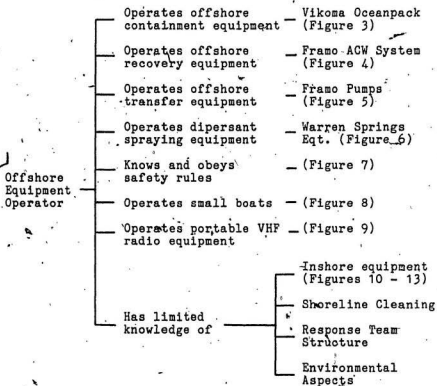 Operates offshore
containment equipment
Vikoma Oceanpack
(Figure 3)
Operates offshore
recovery equipment
Framo ACW System
(Figure 4)
Operates offshore
transfer equipment
Framo Pumps
(Figure 5)
Operates dipersant
spraying equipment
Warren Springs
Eqt. (Figure 6)
Knows and obeys
safety rules
(Figure 7)
Offshore
Equipment
Operator
Operates small boats
(Figure 8)
Operates portable VHF
radio equipment
(Figure 9)
Has limited
knowledge of
Inshore equipment
(Figures 10 - 13)
Shoreline Cleaning
Response Team
Structure
Environmental
Aspects